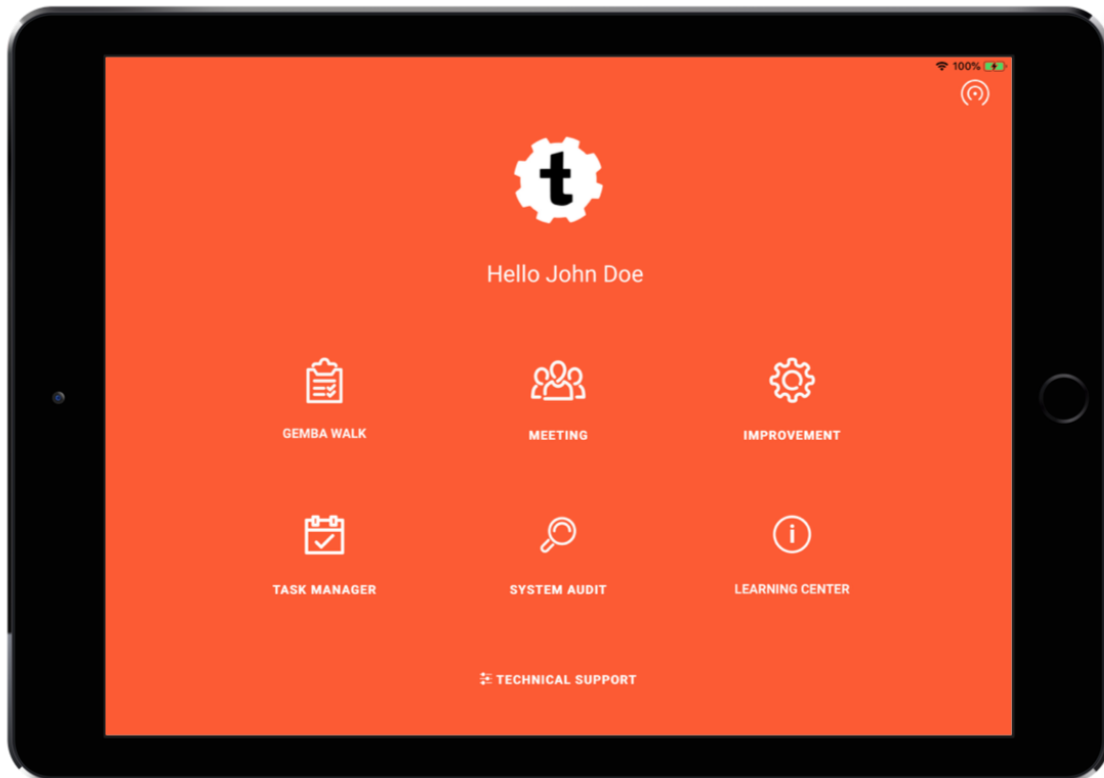 100%
t
Hello John Doe
GEMBA WALK
MEETING
IMPROVEMENT
TASK MANAGER
SYSTEM AUDIT
LEARNING CENTER
TECHNICAL SUPPORT